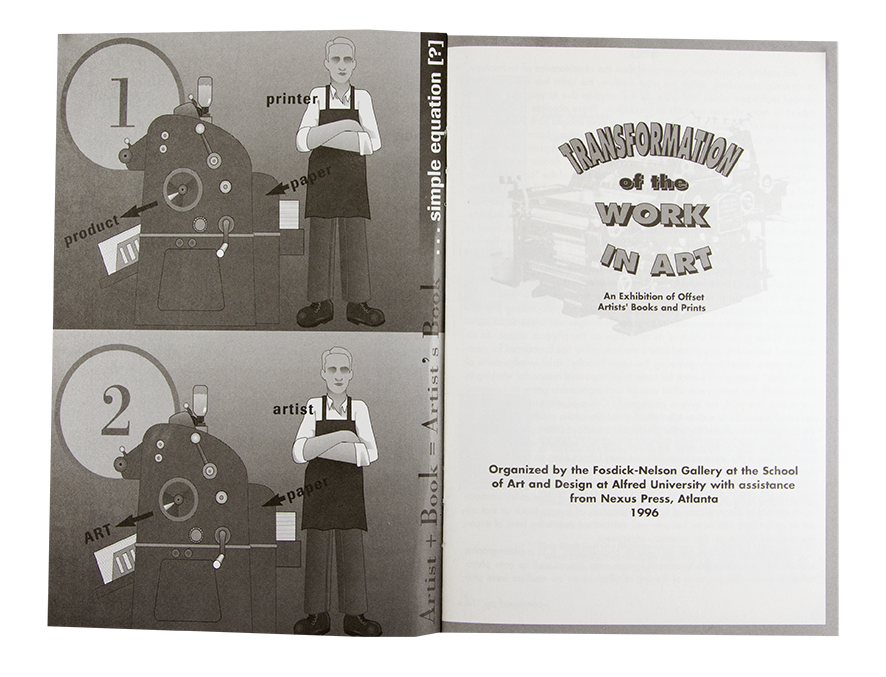 1
printer
paper
product
2
artist
paper
ART
Artist + Book = Artist's Book
. . . simple equation [?]
TRANSFORMATION
of the
WORK
IN ART
An Exhibition of Offset
Artists' Books and Prints
Organized by the Fosdick-Nelson Gallery at the School
of Art and Design at Alfred University with assistance
from Nexus Press, Atlanta
1996